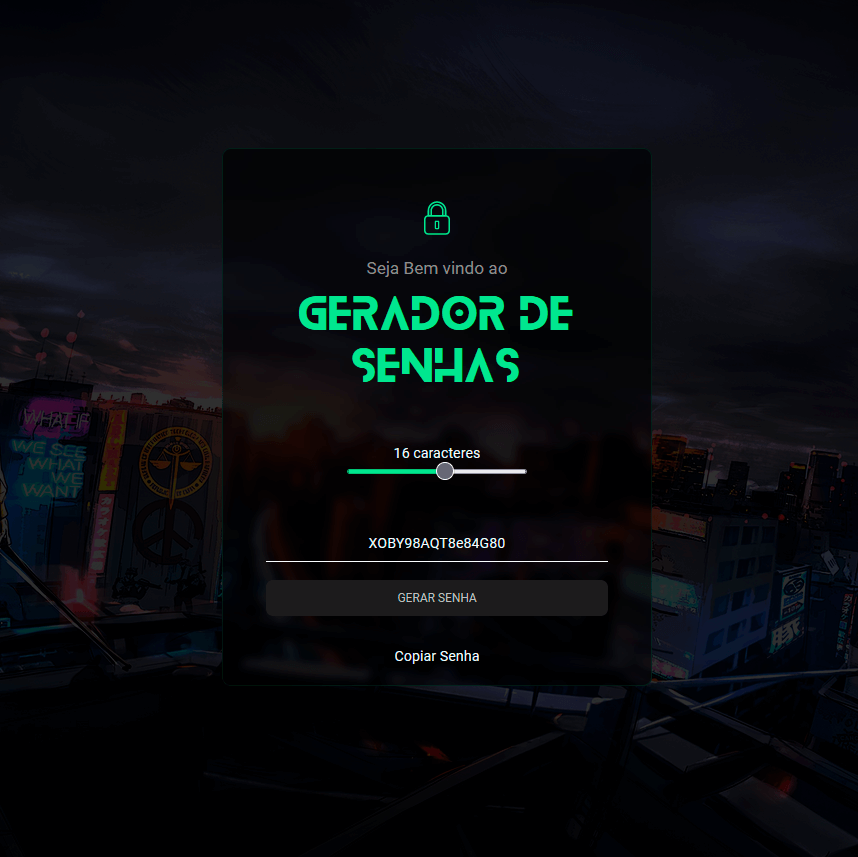 Seja Bem vindo ao
GERADOR DE
SENHAS
16 caracteres
XOBY98AQT8e84G80
GERAR SENHA
Copiar Senha
WHAT IF
WE SEE
WHAT
WE
WANT